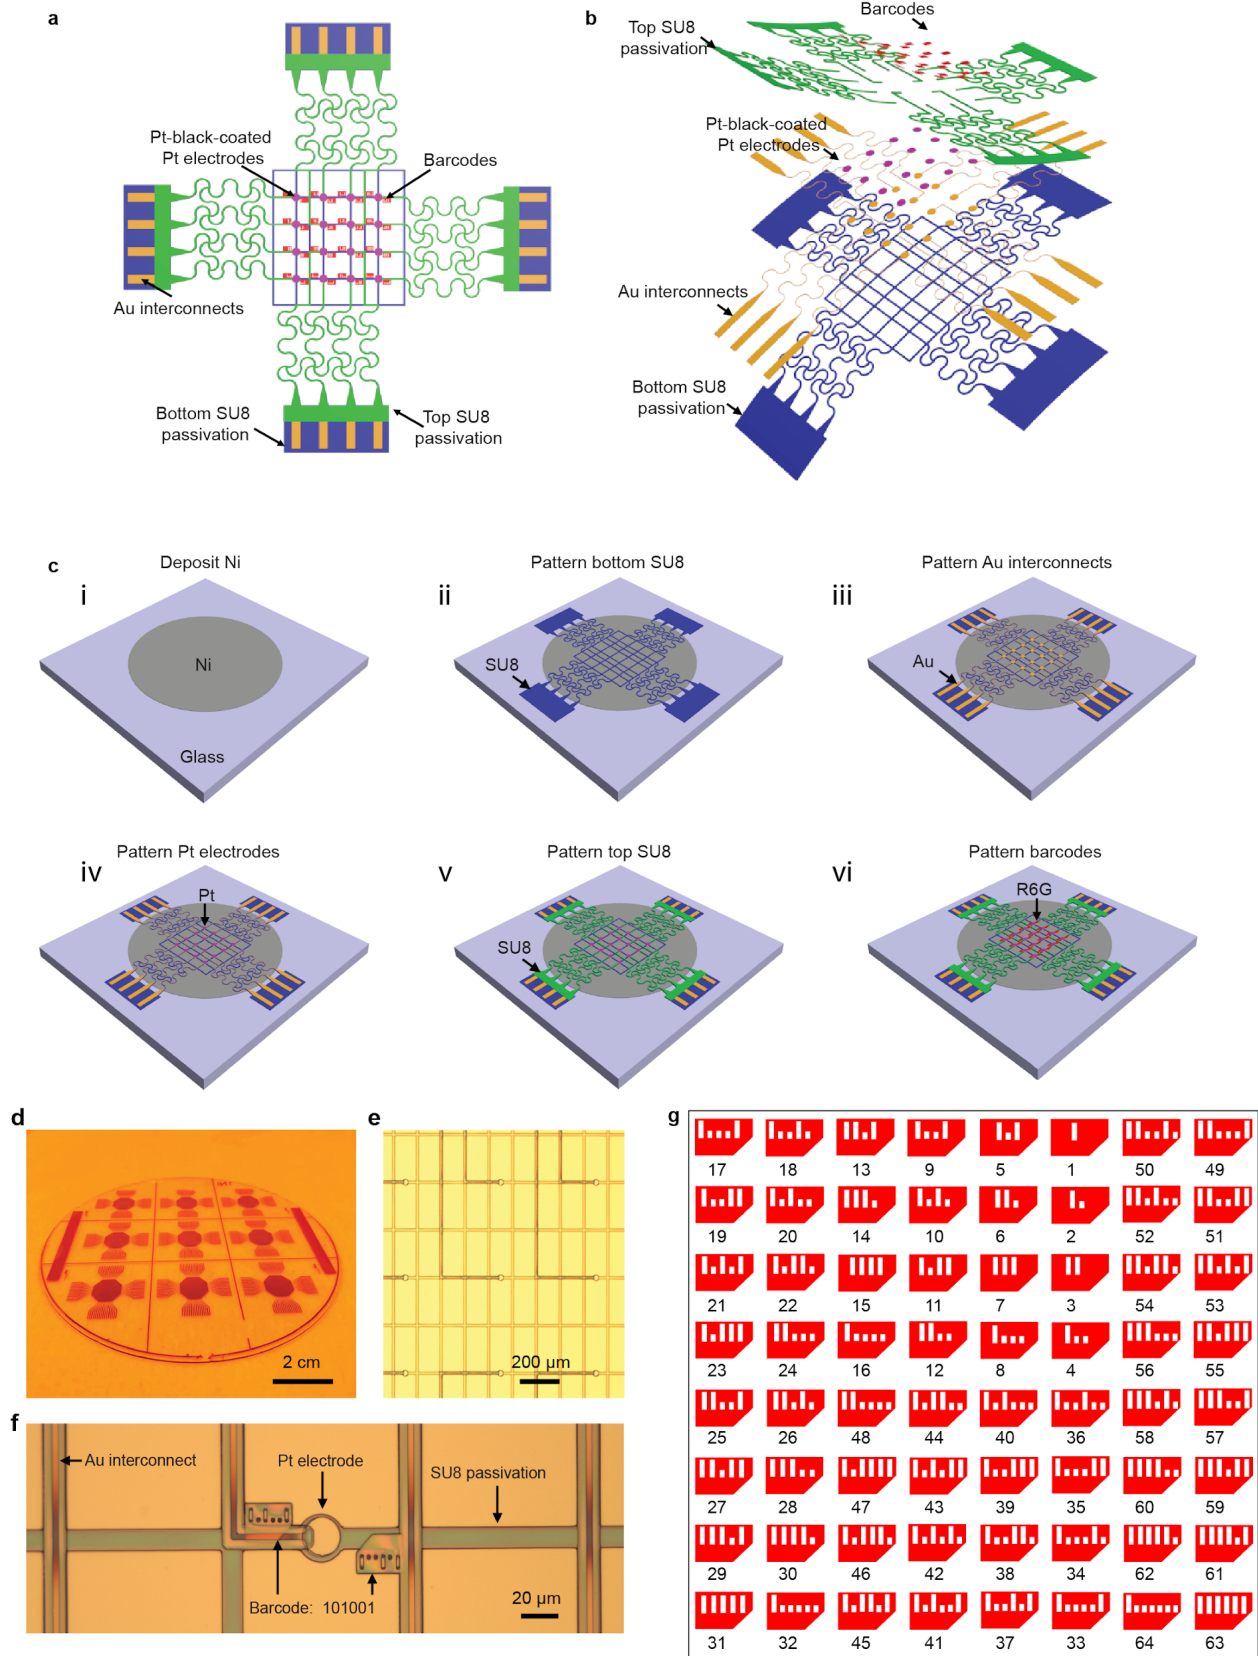 a
Pt-black-coated
Pt electrodes
Barcodes
Au interconnects
Bottom SU8
passivation
Top SU8
passivation
b
Barcodes
Top SU8
passivation
Pt-black-coated
Pt electrodes
Au interconnects
Bottom SU8
passivation
c
Deposit Ni
i
Ni
Glass
Pattern bottom SU8
ii
SU8
Pattern Au interconnects
iii
Au
Pattern Pt electrodes
iv
Pt
Pattern top SU8
v
SU8
Pattern barcodes
vi
R6G
d
2 cm
e
200 µm
f
Au interconnect
Pt electrode
SU8 passivation
Barcode: 101001
20 µm
g
17 18 13 9 5 1 50 49
19 20 14 10 6 2 52 51
21 22 15 11 7 3 54 53
23 24 16 12 8 4 56 55
25 26 48 44 40 36 58 57
27 28 47 43 39 35 60 59
29 30 46 42 38 34 62 61
31 32 45 41 37 33 64 63